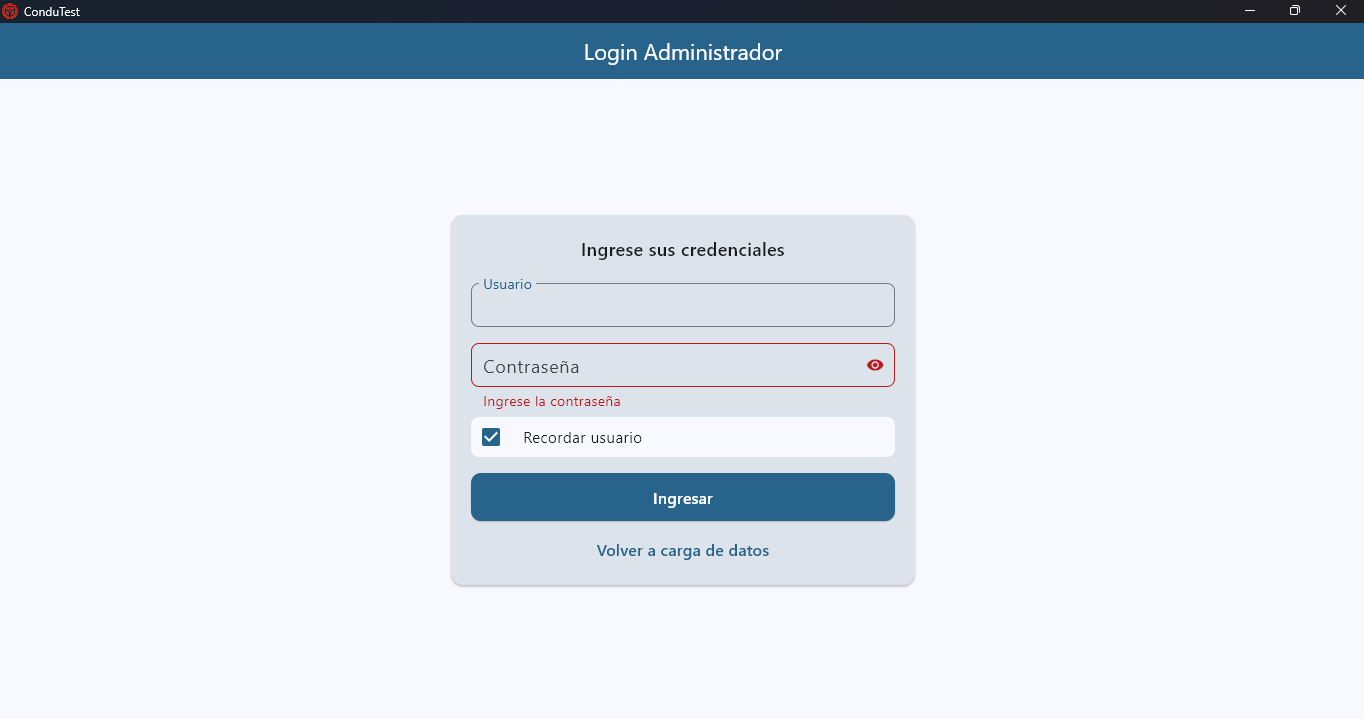 ConduTest
Login Administrador
Ingrese sus credenciales
Usuario
Contraseña
Ingrese la contraseña
Recordar usuario
Ingresar
Volver a carga de datos